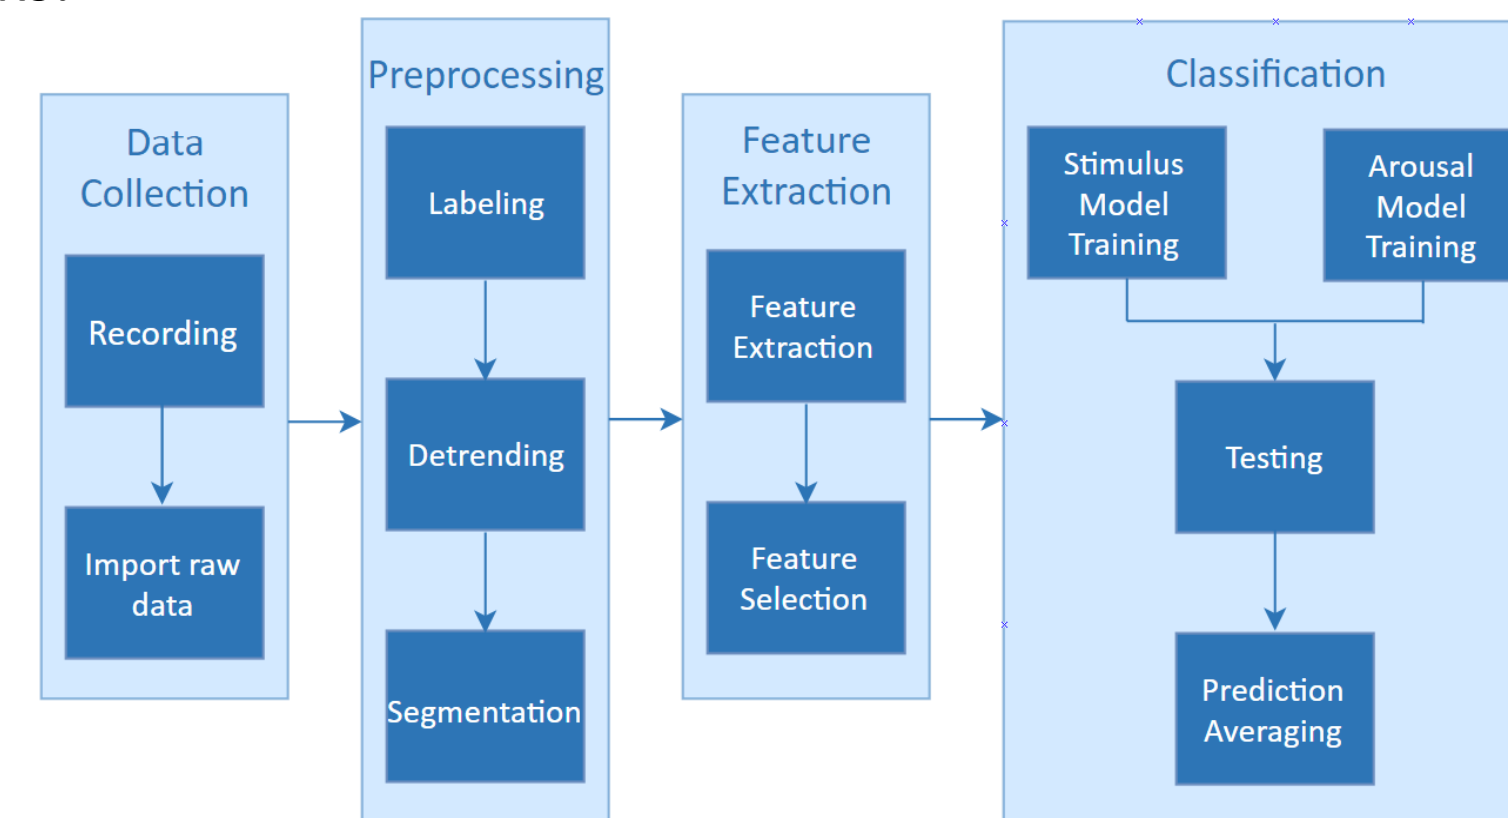 Data
Collection
Recording
Import raw
data
Preprocessing
Labeling
Detrending
Segmentation
Feature
Extraction
Feature
Extraction
Feature
Selection
Classification
Stimulus
Model
Training
Arousal
Model
Training
Testing
Prediction
Averaging